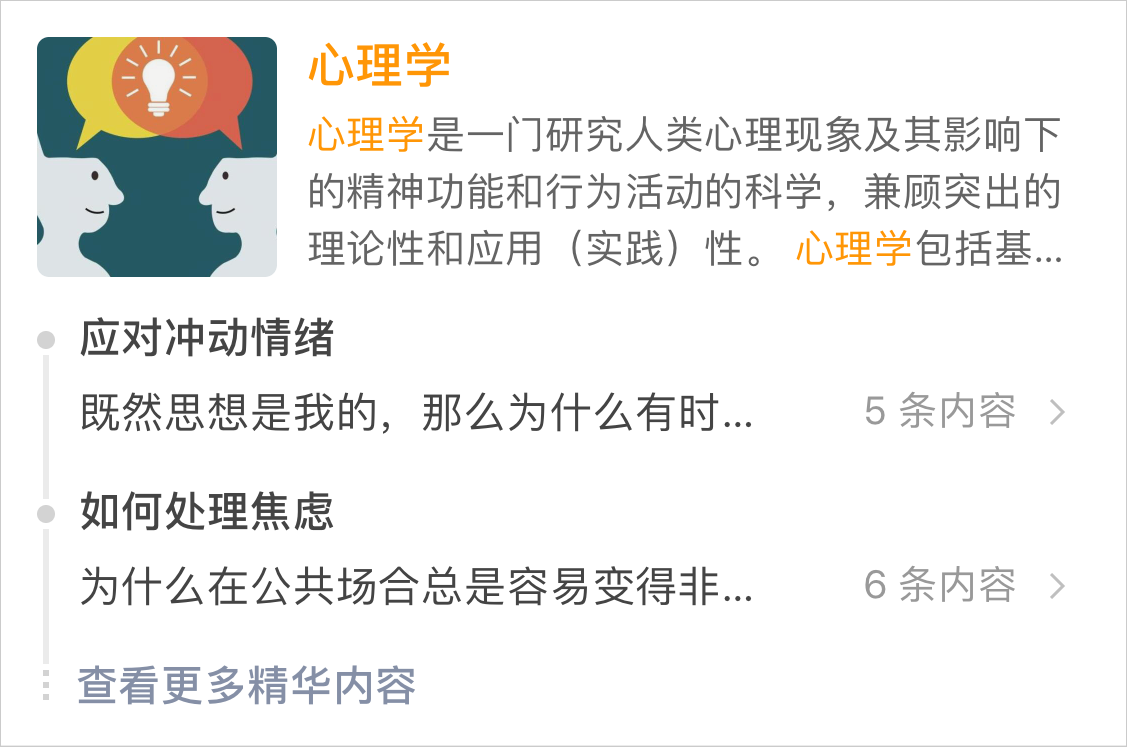 心理学
心理学是一门研究人类心理现象及其影响下
的精神功能和行为活动的科学，兼顾突出的
理论性和应用（实践）性。 心理学包括基...
应对冲动情绪
既然思想是我的，那么为什么有时... 5 条内容
如何处理焦虑
为什么在公共场合总是容易变得非... 6 条内容
查看更多精华内容